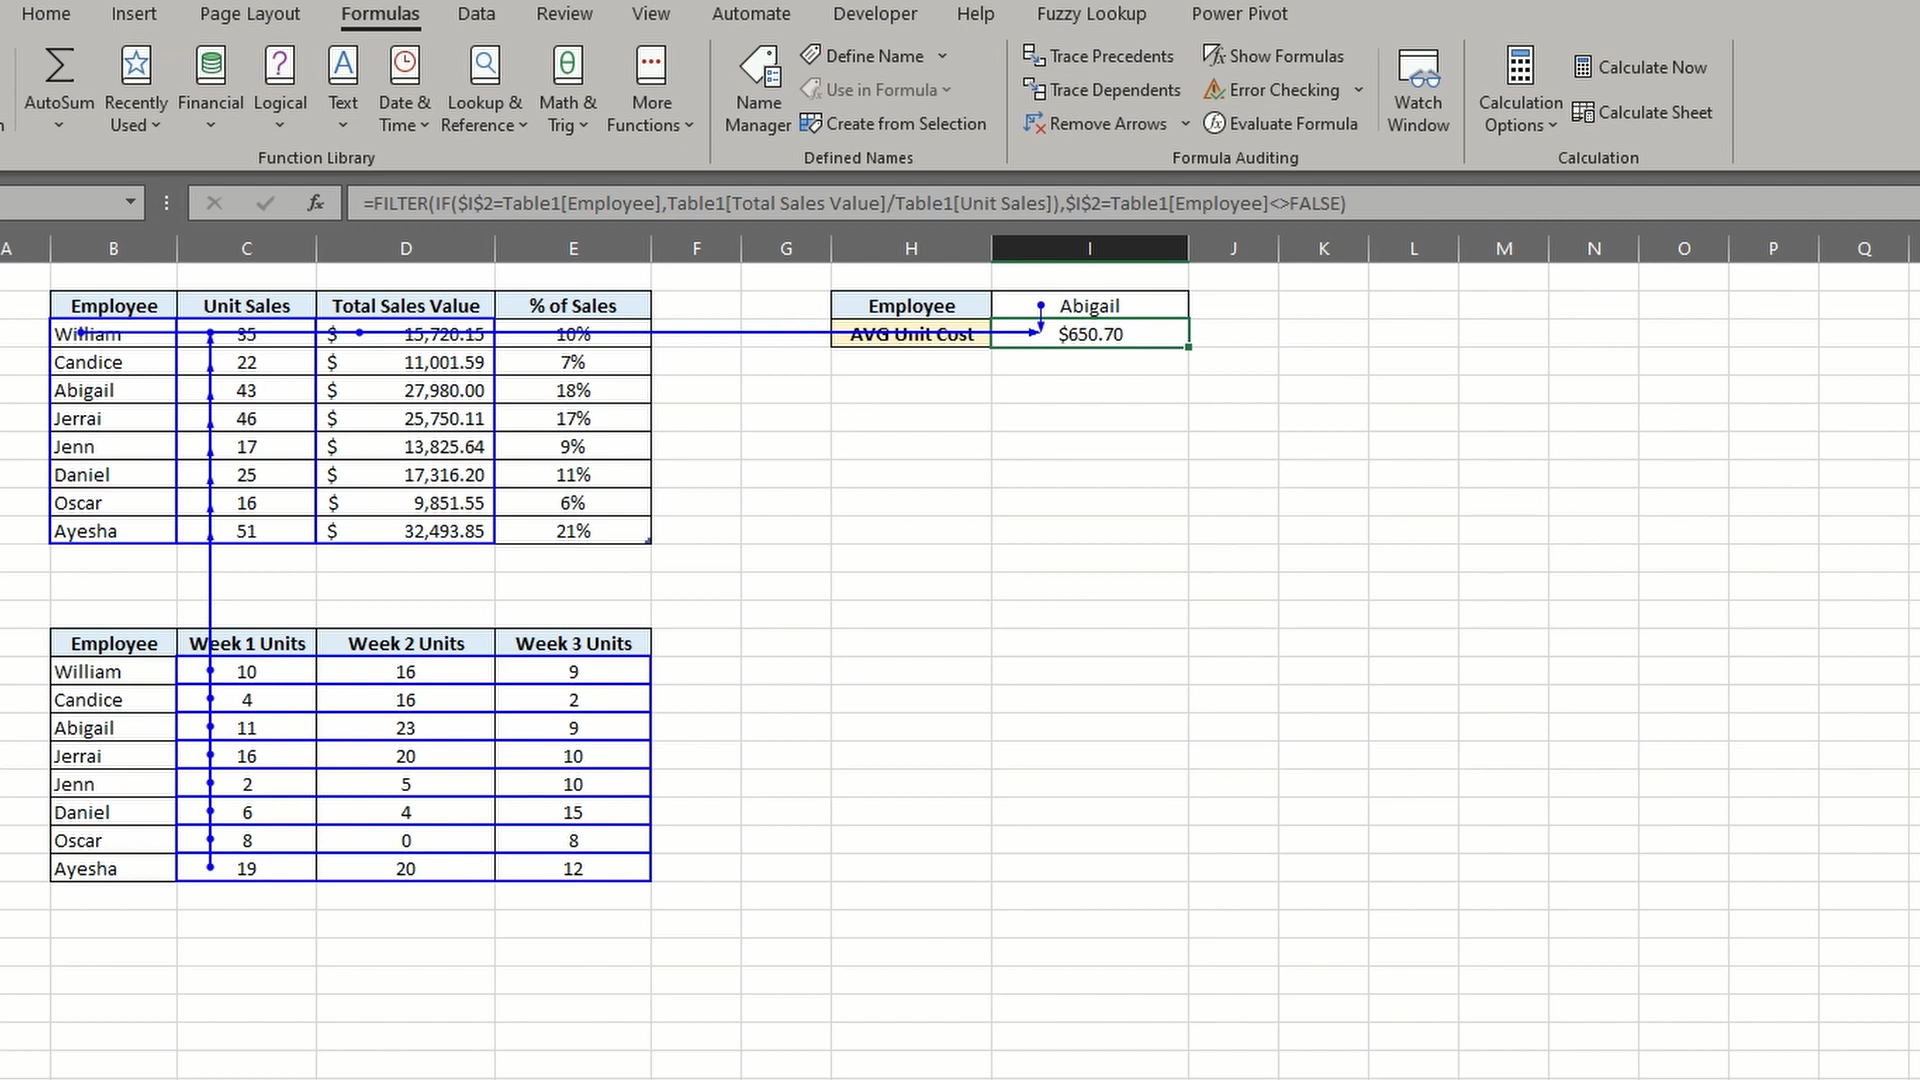 Home Insert Page Layout Formulas Data Review View Automate Developer Help Fuzzy Lookup Power Pivot
AutoSum
Recently Used
Financial
Logical
Text
Date & Time
Lookup & Reference
Math & Trig
More Functions
Function Library
Name Manager
Define Name
Use in Formula
Create from Selection
Defined Names
Trace Precedents
Trace Dependents
Remove Arrows
Show Formulas
Error Checking
Evaluate Formula
Formula Auditing
Watch Window
Calculation Options
Calculate Now
Calculate Sheet
Calculation
fx =FILTER(IF($I$2=Table1[Employee],Table1[Total Sales Value]/Table1[Unit Sales]),$I$2=Table1[Employee]<>FALSE)
A B C D E F G H I J K L M N O P Q
Employee Unit Sales Total Sales Value % of Sales Employee Abigail
William 35 $ 15,720.15 10% AVG Unit Cost $650.70
Candice 22 $ 11,001.59 7%
Abigail 43 $ 27,980.00 18%
Jerrai 46 $ 25,750.11 17%
Jenn 17 $ 13,825.64 9%
Daniel 25 $ 17,316.20 11%
Oscar 16 $ 9,851.55 6%
Ayesha 51 $ 32,493.85 21%
Employee Week 1 Units Week 2 Units Week 3 Units
William 10 16 9
Candice 4 16 2
Abigail 11 23 9
Jerrai 16 20 10
Jenn 2 5 10
Daniel 6 4 15
Oscar 8 0 8
Ayesha 19 20 12